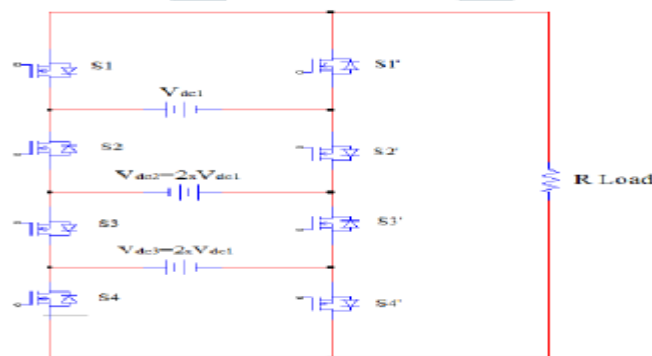 S1
S1'
Vdc1
S2
S2'
Vdc2=2xVdc1
R Load
S3
S3'
Vdc3=2xVdc1
S4
S4'